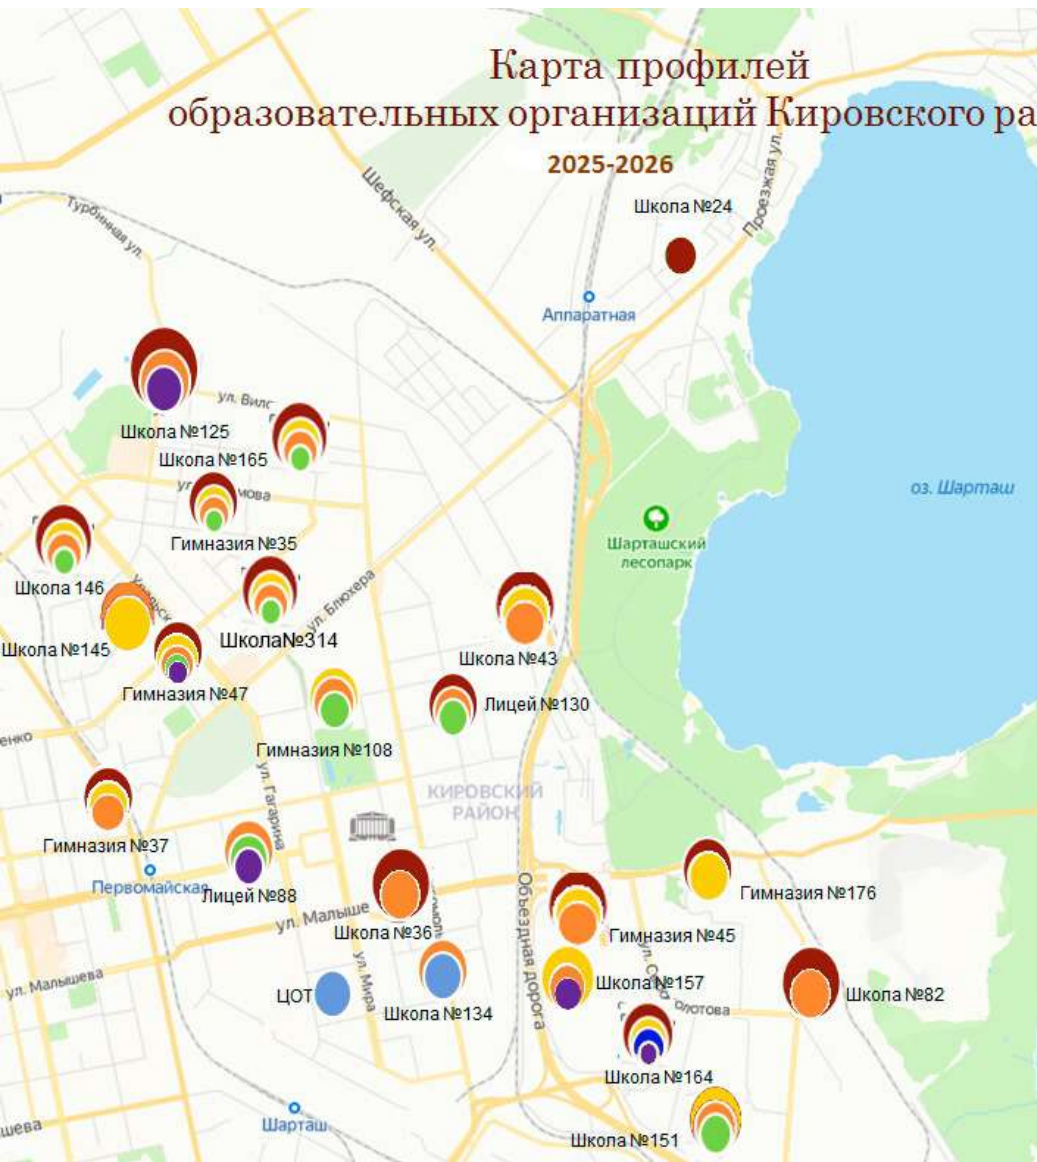 Карта профилей
образовательных организаций Кировского ра
2025-2026
Школа №24
Проезжая ул.
Шефская ул.
Турбинная ул.
Аппаратная
ул. Вилс
Школа №125
Школа №165
оз. Шарташ
Гимназия №35
Шарташский
лесопарк
Школа 146
ул. Блюхера
Школа№314
Школа №145
Школа №43
Гимназия №47
Лицей №130
енко
Гимназия №108
ул. Гагарина
КИРОВСКИЙ
РАЙОН
Гимназия №37
Первомайская
Лицей №88
Гимназия №176
ул. Малыше
Школа №36
Объездная дорога
Гимназия №45
ул. Малышева
ул. Мира
ЦОТ
Школа №134
Школа №157
Школа №82
олотова
Школа №164
Шарташ
шева
Школа №151